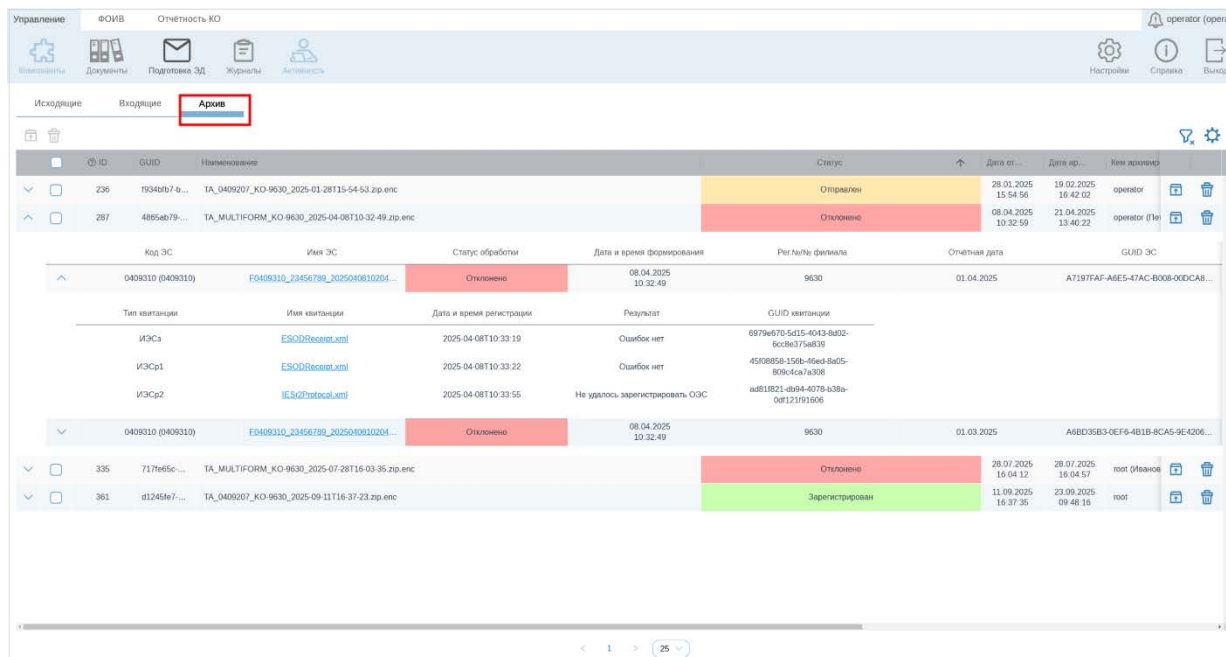 Управление ФОИВ Отчётность КО operator (oper
Компоненты Документы Подготовка ЭД Журналы Активность Настройки Справка Выход
Исходящие Входящие Архив
ID GUID Наименование Статус Дата от... Дата ар... Кем архивир
236 f934bfb7-b... TA_0409207_KO-9630_2025-01-28T15-54-53.zip.enc Отправлен 28.01.2025 15:54:56 19.02.2025 16:42:02 operator
287 4865ab79-... TA_MULTIFORM_KO-9630_2025-04-08T10-32-49.zip.enc Отклонено 08.04.2025 10:32:59 21.04.2025 13:40:22 operator (Пе
Код ЭС Имя ЭС Статус обработки Дата и время формирования Рег.№/№ филиала Отчётная дата GUID ЭС
0409310 (0409310) F0409310_23456789_2025040810204... Отклонено 08.04.2025 10:32:49 9630 01.04.2025 A7197FAF-A6E5-47AC-B008-00DCA8...
Тип квитанции Имя квитанции Дата и время регистрации Результат GUID квитанции
ИЭСз ESODReceipt.xml 2025-04-08T10:33:19 Ошибок нет 6979e670-5d15-4043-8d02-6cc8e375a839
ИЭСр1 ESODReceipt.xml 2025-04-08T10:33:22 Ошибок нет 45f08858-156b-46ed-8a05-809c4ca7a308
ИЭСр2 IESr2Protocol.xml 2025-04-08T10:33:55 Не удалось зарегистрировать ОЭС ad81f821-db94-4078-b38a-0df121f91606
0409310 (0409310) F0409310_23456789_2025040810204... Отклонено 08.04.2025 10:32:49 9630 01.03.2025 A6BD35B3-0EF6-4B1B-8CA5-9E4206...
335 717fe65c-... TA_MULTIFORM_KO-9630_2025-07-28T16-03-35.zip.enc Отклонено 28.07.2025 16:04:12 28.07.2025 16:04:57 root (Иванов
361 d1245fe7-... TA_0409207_KO-9630_2025-09-11T16-37-23.zip.enc Зарегистрирован 11.09.2025 16:37:35 23.09.2025 09:48:16 root
1 25